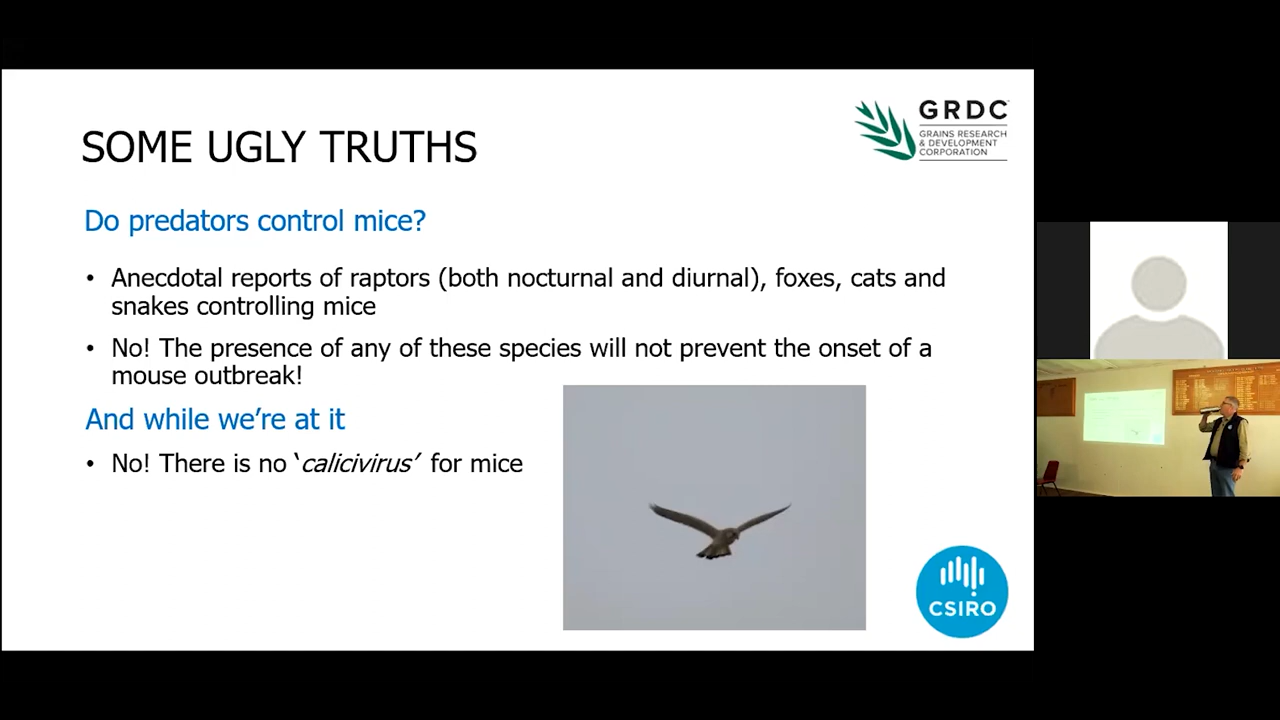 SOME UGLY TRUTHS
GRDC
GRAINS RESEARCH
& DEVELOPMENT
CORPORATION
Do predators control mice?
• Anecdotal reports of raptors (both nocturnal and diurnal), foxes, cats and
snakes controlling mice
• No! The presence of any of these species will not prevent the onset of a
mouse outbreak!
And while we're at it
• No! There is no ‘calicivirus’ for mice
CSIRO